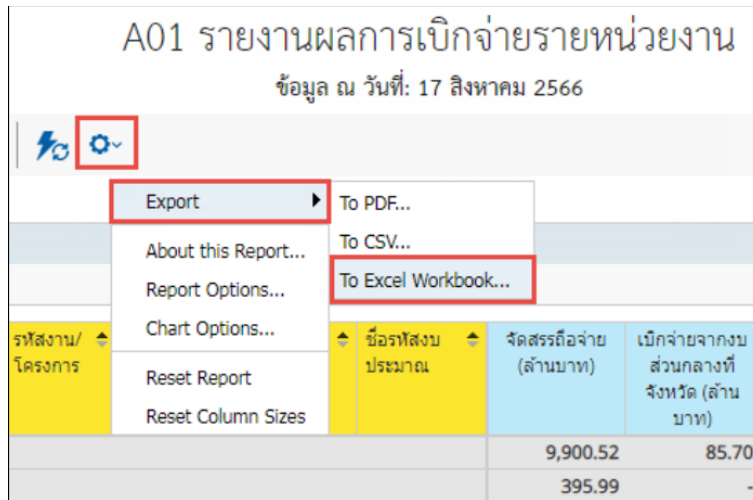 A01 รายงานผลการเบิกจ่ายรายหน่วยงาน
ข้อมูล ณ วันที่: 17 สิงหาคม 2566
Export
To PDF...
To CSV...
To Excel Workbook...
About this Report...
Report Options...
Chart Options...
Reset Report
Reset Column Sizes
รหัสงาน/
โครงการ
ชื่อรหัสงบ
ประมาณ
จัดสรรถือจ่าย
(ล้านบาท)
เบิกจ่ายจากงบ
ส่วนกลางที่
จังหวัด (ล้าน
บาท)
9,900.52 85.70
395.99 -